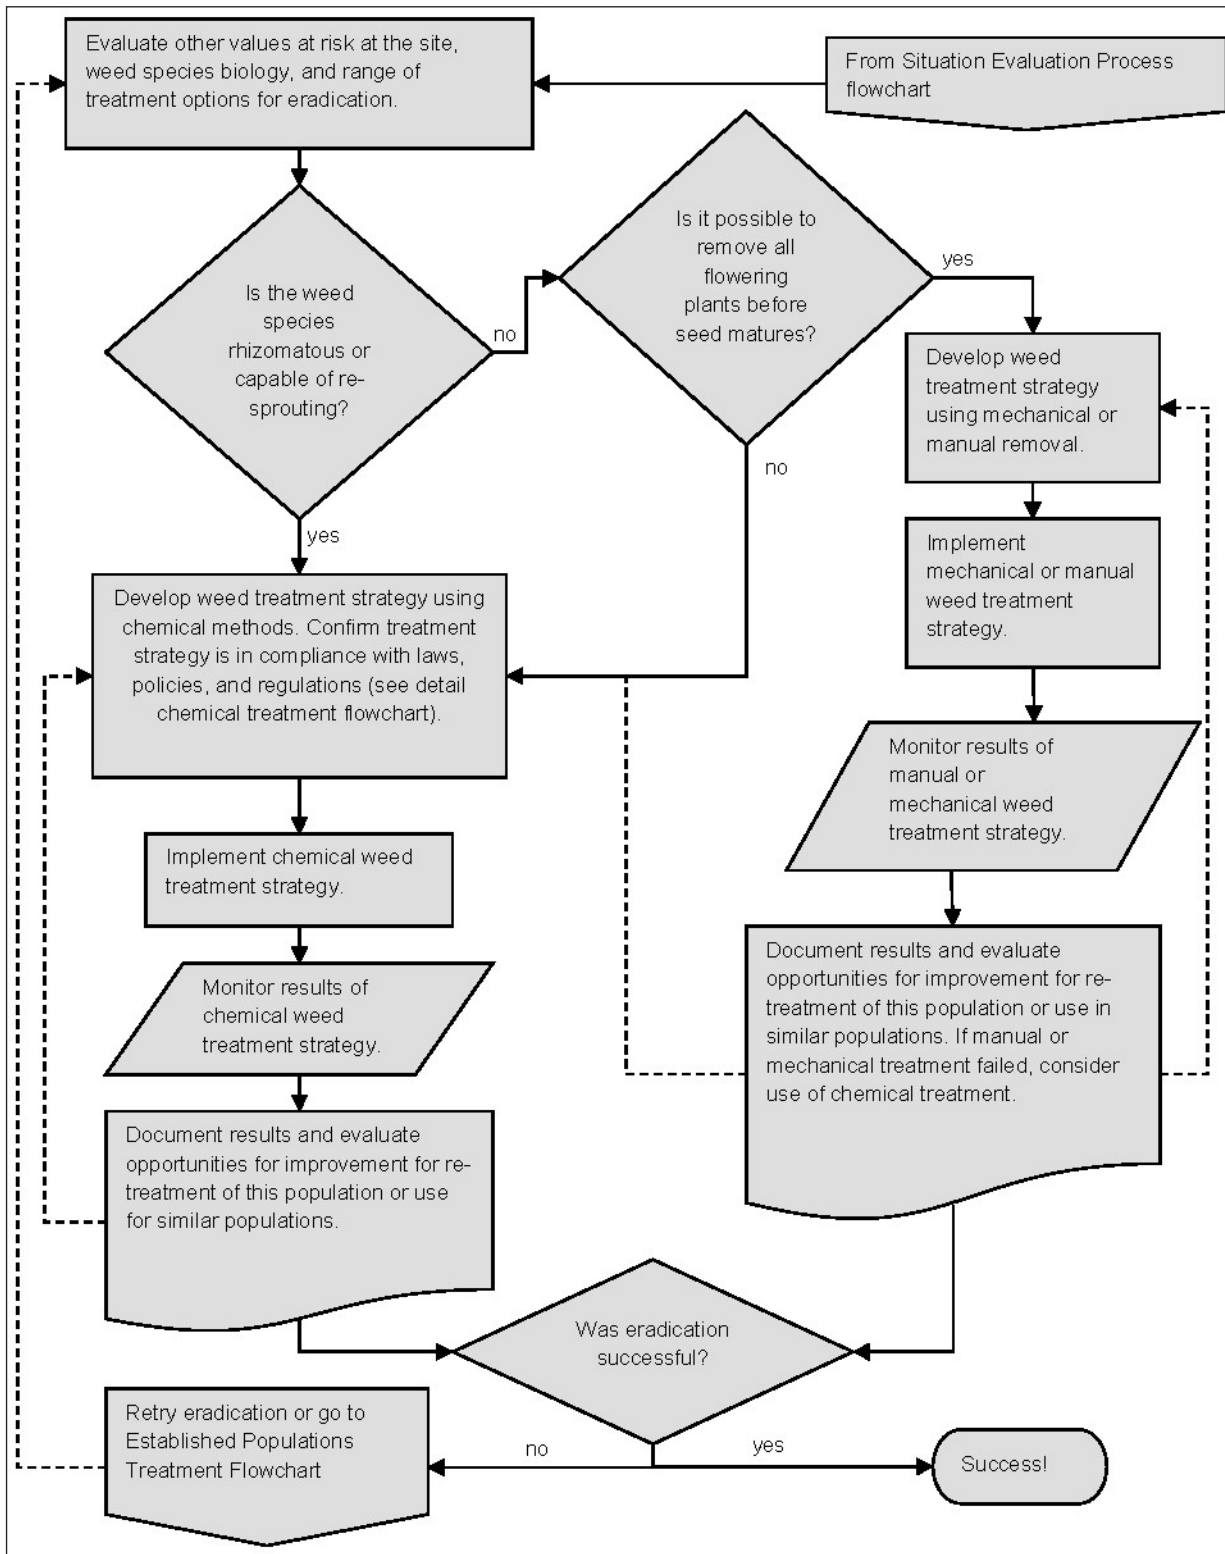 Evaluate other values at risk at the site,
weed species biology, and range of
treatment options for eradication.
From Situation Evaluation Process
flowchart
Is it possible to
remove all
flowering
plants before
seed matures?
yes
no
Is the weed
species
rhizomatous or
capable of re-
sprouting?
no
yes
Develop weed
treatment strategy
using mechanical or
manual removal.
Implement
mechanical or manual
weed treatment
strategy.
Develop weed treatment strategy using
chemical methods. Confirm treatment
strategy is in compliance with laws,
policies, and regulations (see detail
chemical treatment flowchart).
Monitor results of
manual or
mechanical weed
treatment strategy.
Implement chemical weed
treatment strategy.
Monitor results of
chemical weed
treatment strategy.
Document results and evaluate
opportunities for improvement for re-
treatment of this population or use in
similar populations. If manual or
mechanical treatment failed, consider
use of chemical treatment.
Document results and evaluate
opportunities for improvement for re-
treatment of this population or use
for similar populations.
Was eradication
successful?
Retry eradication or go to
Established Populations
Treatment Flowchart
no
yes
Success!